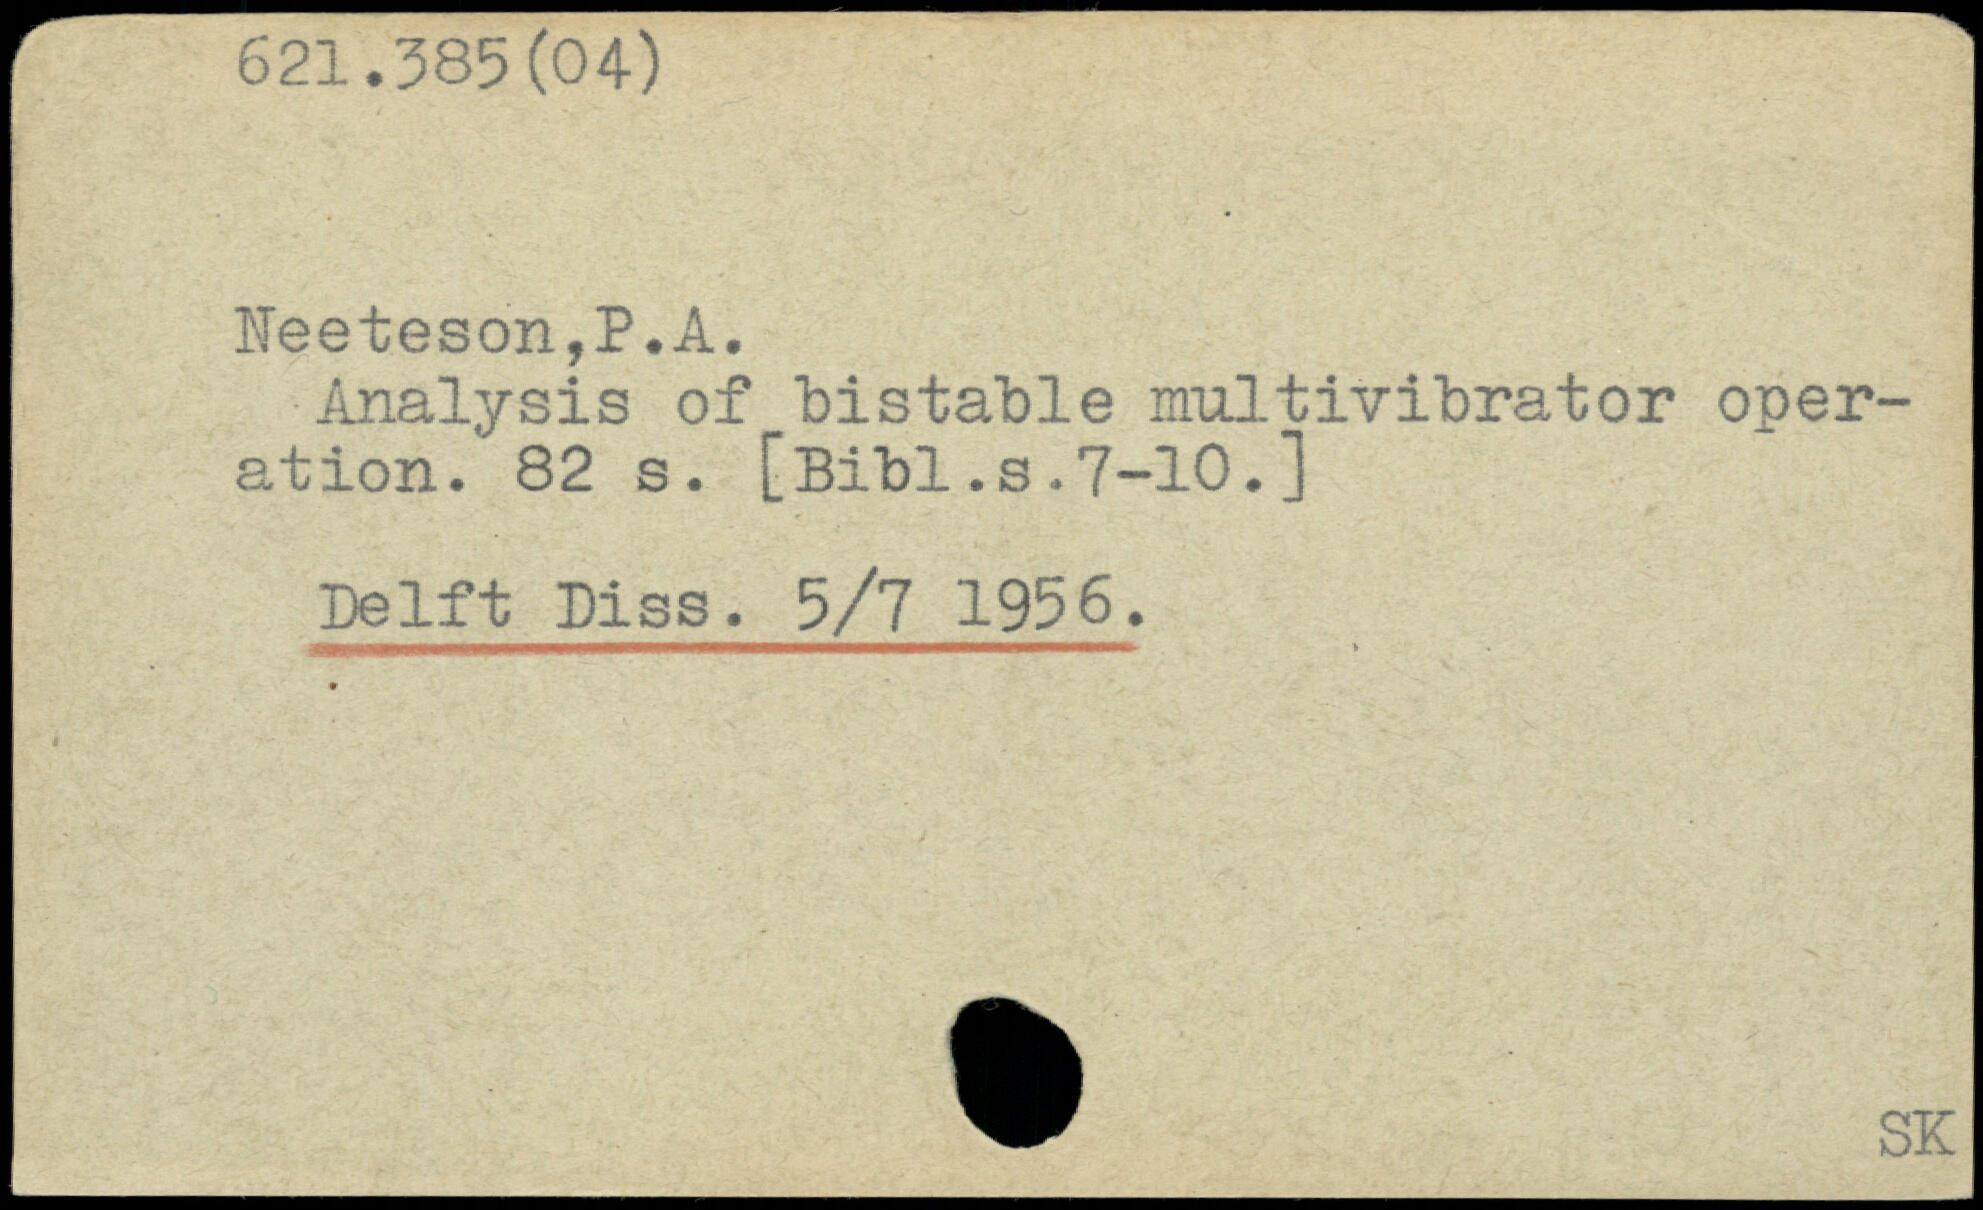 621.385(04)
Neeteson,P.A.
Analysis of bistable multivibrator oper-
ation. 82 s. [Bibl.s.7-10.]
Delft Diss. 5/7 1956.
SK